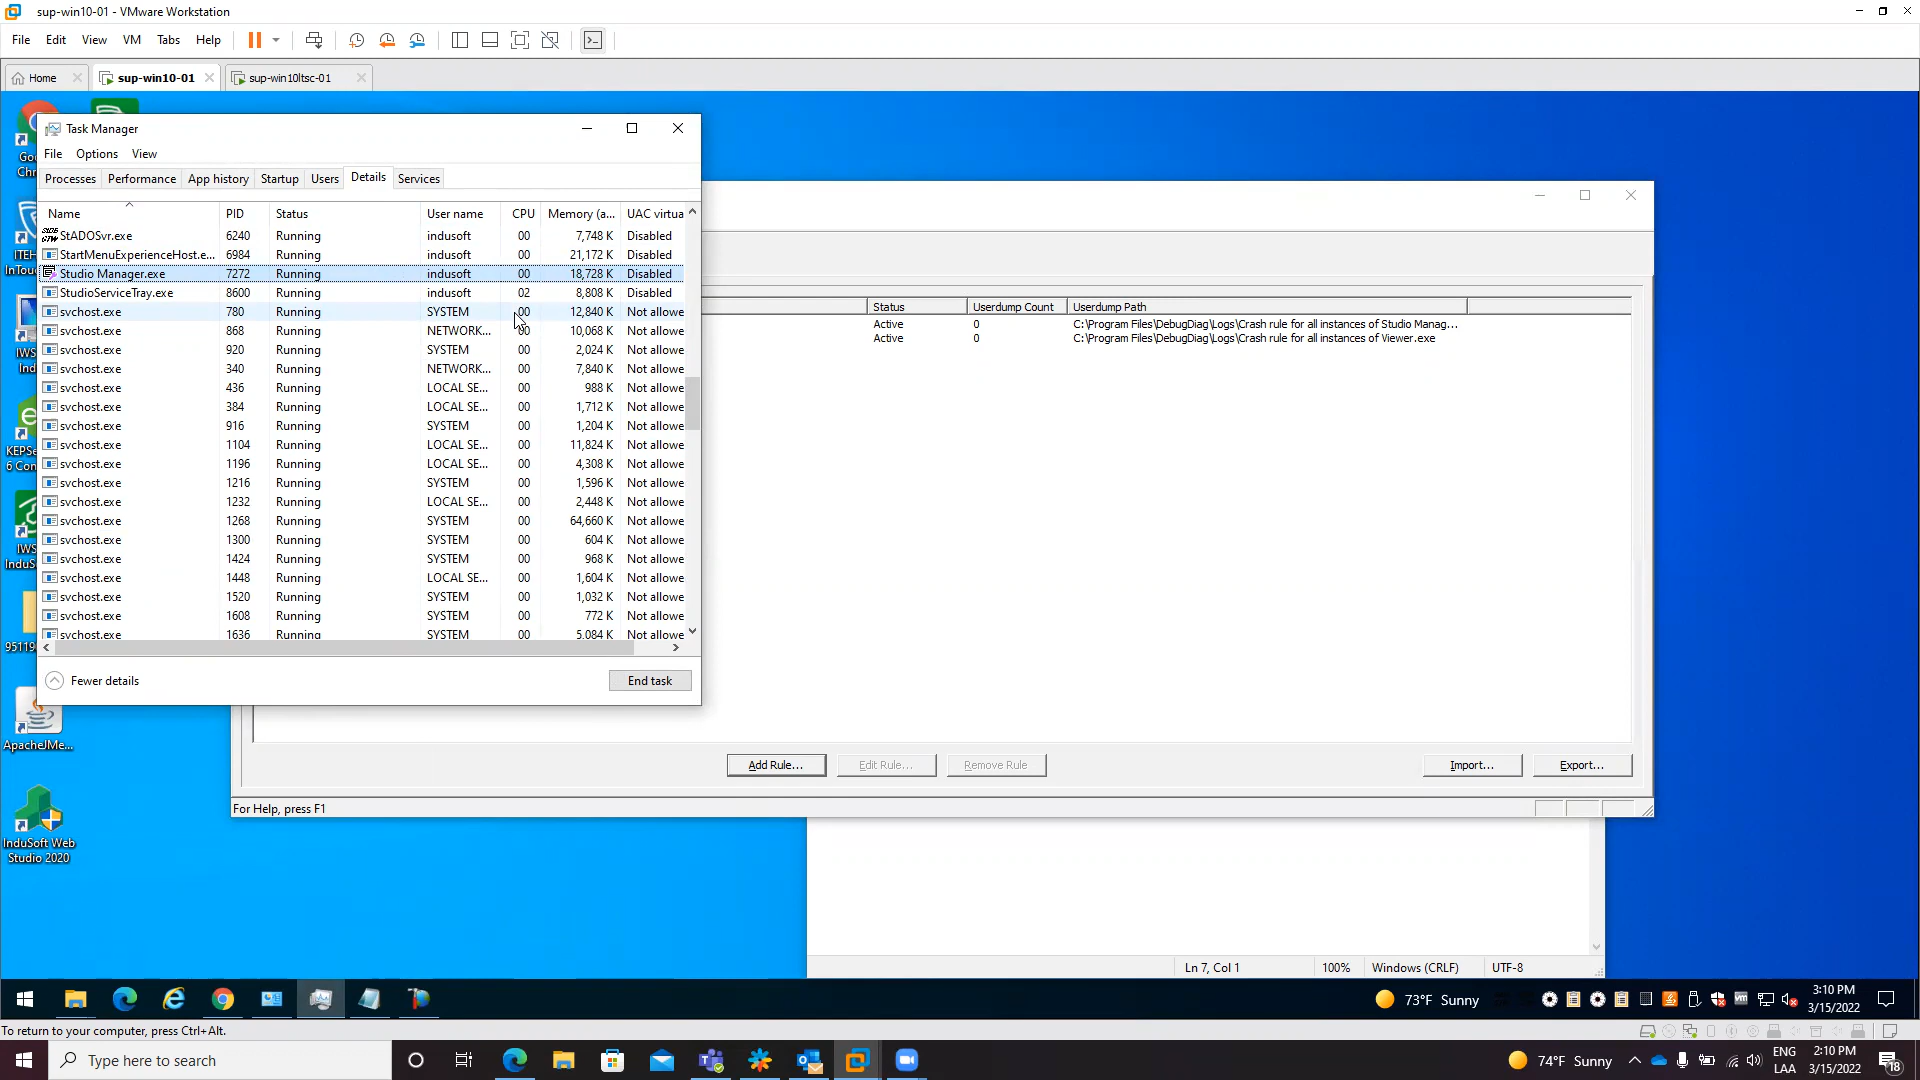 sup-win10-01 - VMware Workstation
File Edit View VM Tabs Help
Home sup-win10-01 sup-win10ltsc-01
Task Manager
File Options View
Processes Performance App history Startup Users Details Services
Name PID Status User name CPU Memory (a... UAC virtua
StADOSvr.exe 6240 Running indusoft 00 7,748 K Disabled
StartMenuExperienceHost.e... 6984 Running indusoft 00 21,172 K Disabled
Studio Manager.exe 7272 Running indusoft 00 18,728 K Disabled
StudioServiceTray.exe 8600 Running indusoft 02 8,808 K Disabled
svchost.exe 780 Running SYSTEM 00 12,840 K Not allowe
svchost.exe 868 Running NETWORK... 00 10,068 K Not allowe
svchost.exe 920 Running SYSTEM 00 2,024 K Not allowe
svchost.exe 340 Running NETWORK... 00 7,840 K Not allowe
svchost.exe 436 Running LOCAL SE... 00 988 K Not allowe
svchost.exe 384 Running LOCAL SE... 00 1,712 K Not allowe
svchost.exe 916 Running SYSTEM 00 1,204 K Not allowe
svchost.exe 1104 Running LOCAL SE... 00 11,824 K Not allowe
svchost.exe 1196 Running LOCAL SE... 00 4,308 K Not allowe
svchost.exe 1216 Running SYSTEM 00 1,596 K Not allowe
svchost.exe 1232 Running LOCAL SE... 00 2,448 K Not allowe
svchost.exe 1268 Running SYSTEM 00 64,660 K Not allowe
svchost.exe 1300 Running SYSTEM 00 604 K Not allowe
svchost.exe 1424 Running SYSTEM 00 968 K Not allowe
svchost.exe 1448 Running LOCAL SE... 00 1,604 K Not allowe
svchost.exe 1520 Running SYSTEM 00 1,032 K Not allowe
svchost.exe 1608 Running SYSTEM 00 772 K Not allowe
svchost.exe 1636 Running SYSTEM 00 5,084 K Not allowe
Fewer details End task
Status Userdump Count Userdump Path
Active 0 C:\Program Files\DebugDiag\Logs\Crash rule for all instances of Studio Manag...
Active 0 C:\Program Files\DebugDiag\Logs\Crash rule for all instances of Viewer.exe
Add Rule... Edit Rule... Remove Rule Import... Export...
For Help, press F1
Goo
Chr
ITEH
InTou
IWS
Ind
KEPSe
6 Con
IWS
InduSo
95119
ApacheJMe...
InduSoft Web
Studio 2020
Ln 7, Col 1 100% Windows (CRLF) UTF-8
73°F Sunny
3:10 PM
3/15/2022
To return to your computer, press Ctrl+Alt.
Type here to search
74°F Sunny
ENG
LAA
2:10 PM
3/15/2022
18